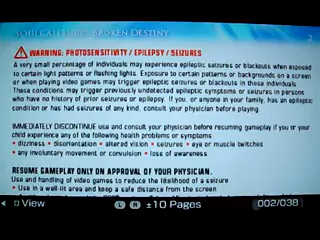 SOULCALIBUR: BROKEN DESTINY
2
WARNING: PHOTOSENSITIVITY / EPILEPSY / SEIZURES
A very small percentage of individuals may experience epileptic seizures or blackouts when exposed
to certain light patterns or flashing lights. Exposure to certain patterns or backgrounds on a screen
or when playing video games may trigger epileptic seizures or blackouts in these individuals
These conditions may trigger previously undetected epileptic symptoms or seizures in persons
who have no history of prior seizures or epilepsy. If you, or anyone in your family, has an epileptic
condition or has had seizures of any kind, consult your physician before playing.
IMMEDIATELY DISCONTINUE use and consult your physician before resuming gameplay if you or your
child experience any of the following health problems or symptoms:
• dizziness • disorientation • altered vision • seizures • eye or muscle twitches
• any involuntary movement or convulsion • loss of awareness
RESUME GAMEPLAY ONLY ON APPROVAL OF YOUR PHYSICIAN.
Use and handling of video games to reduce the likelihood of a seizure
• Use in a well-lit area and keep a safe distance from the screen
View
L R ±10 Pages
002/038